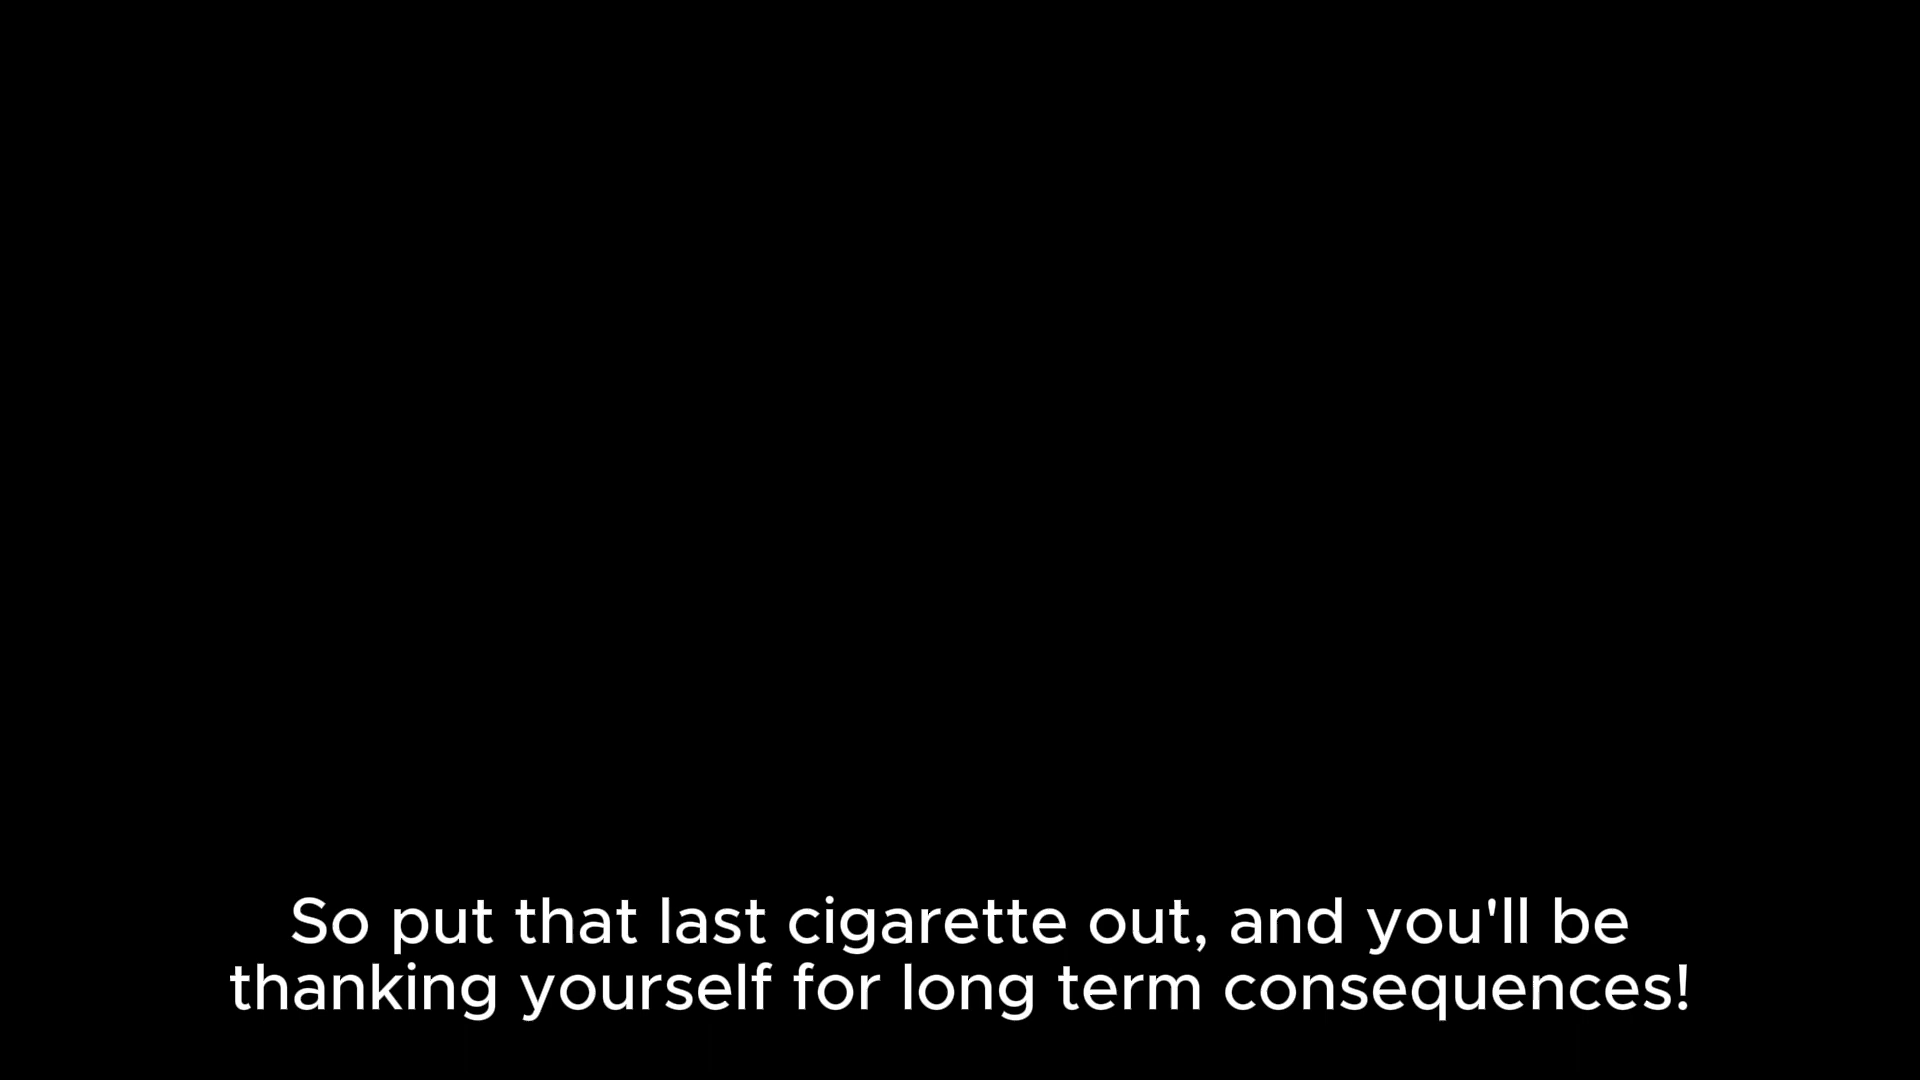 So put that last cigarette out, and you'll be
thanking yourself for long term consequences!